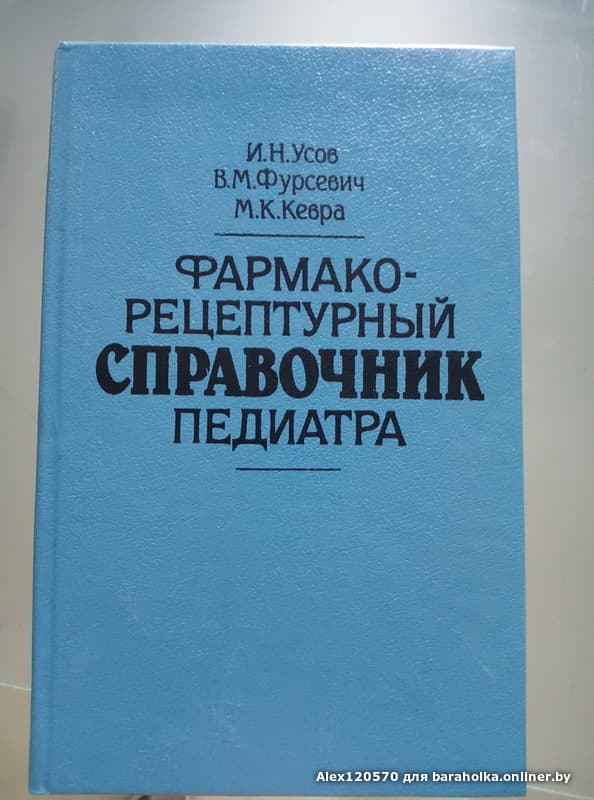 И.Н.Усов
В.М.Фурсевич
М.К.Кевра
ФАРМАКО-
РЕЦЕПТУРНЫЙ
СПРАВОЧНИК
ПЕДИАТРА
Alex120570 для baraholka.onliner.by